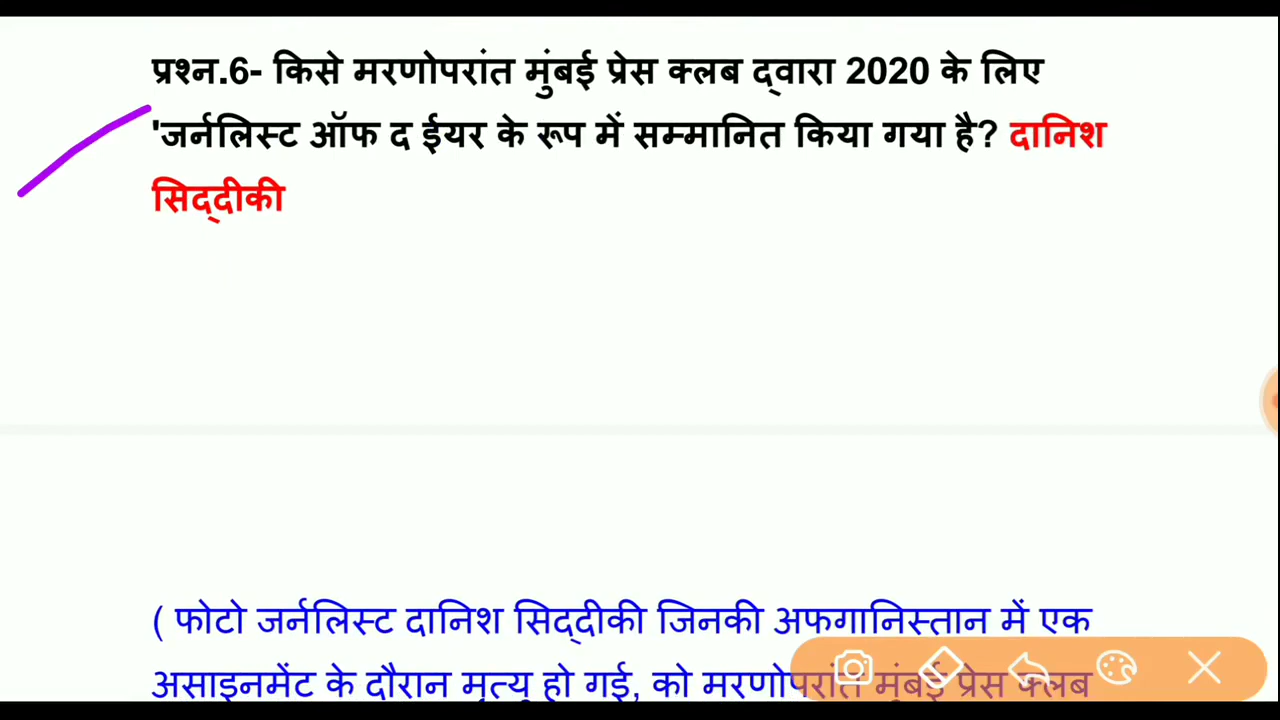 प्रश्न.6- किसे मरणोपरांत मुंबई प्रेस क्लब द्वारा 2020 के लिए
'जर्नलिस्ट ऑफ द ईयर के रूप में सम्मानित किया गया है? दानिश
सिद्दीकी
( फोटो जर्नलिस्ट दानिश सिद्दीकी जिनकी अफगानिस्तान में एक
असाइनमेंट के दौरान मृत्यु हो गई, को मरणोपरांत मुंबई प्रेस क्लब